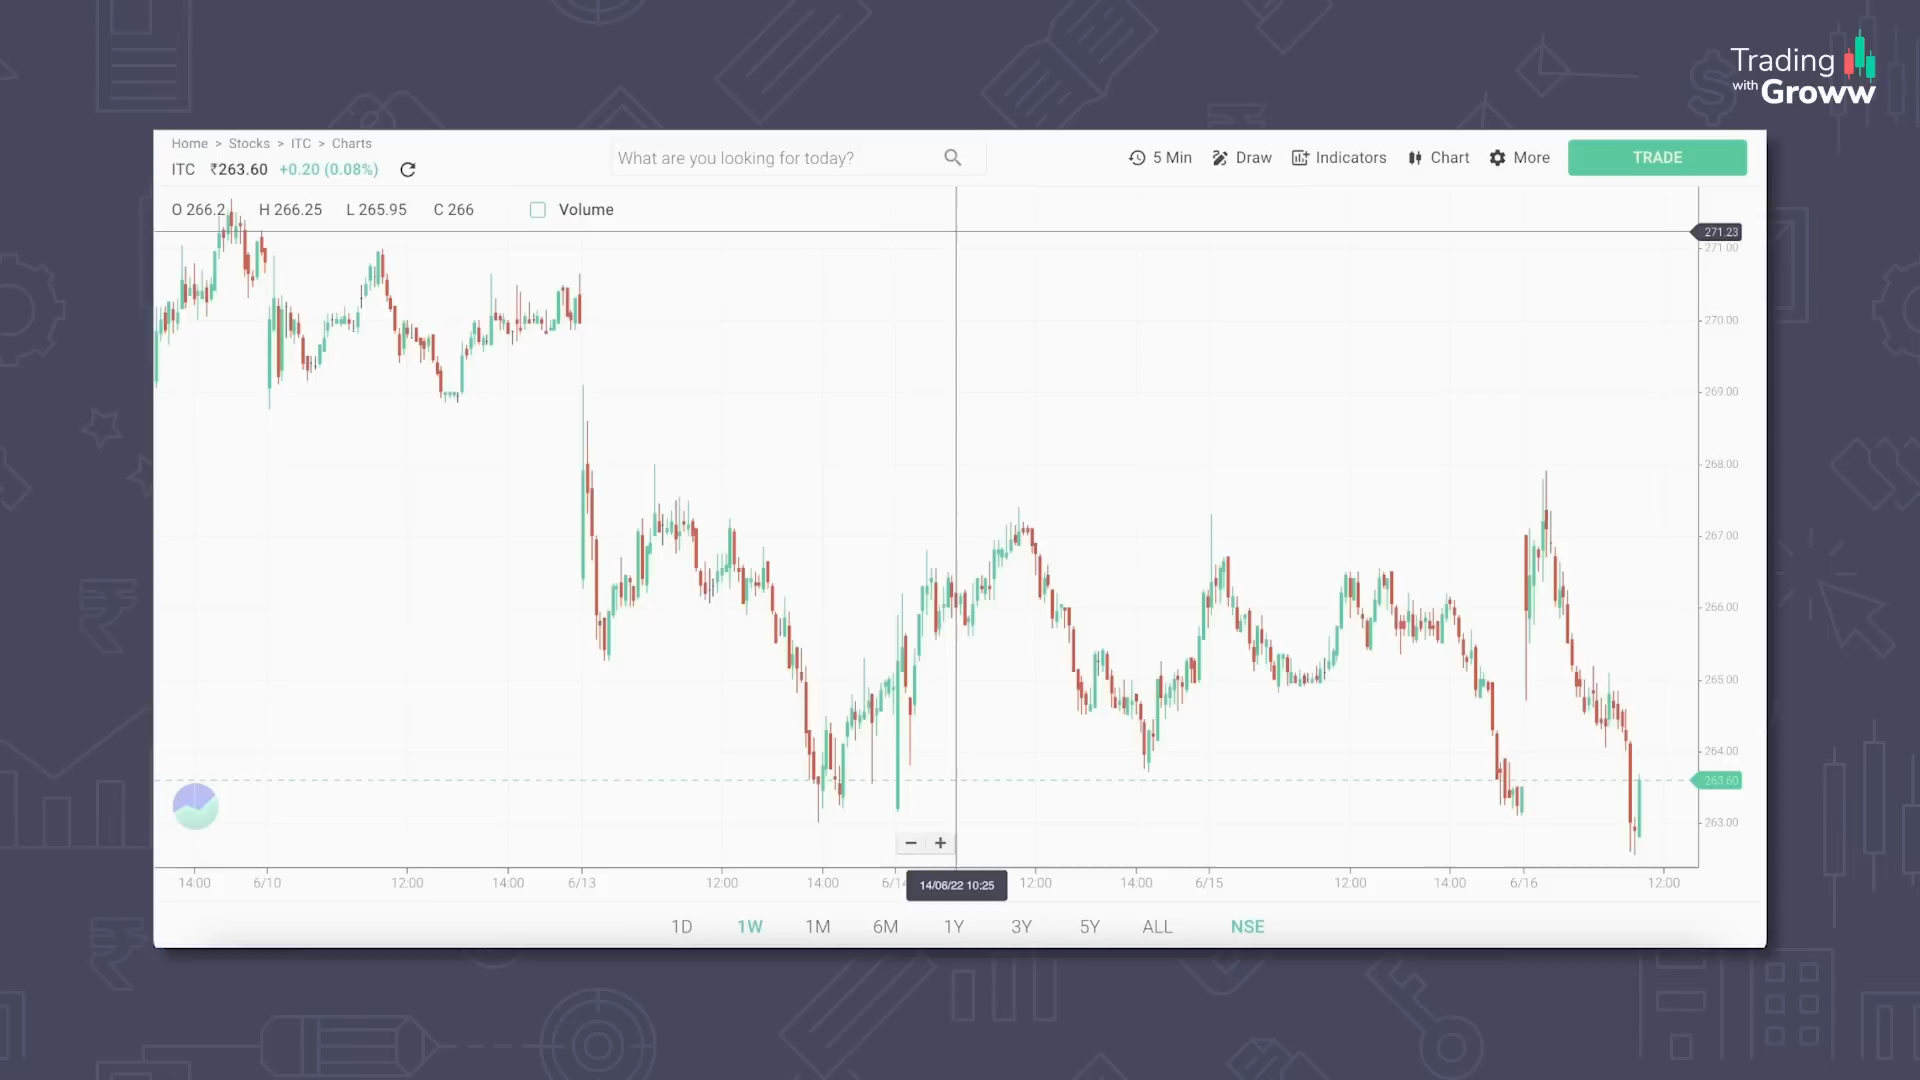 Trading
with Groww
Home > Stocks > ITC > Charts
ITC ₹263.60 +0.20 (0.08%)
What are you looking for today?
5 Min Draw Indicators Chart More TRADE
O 266.2 H 266.25 L 265.95 C 266 Volume
271.23
271.00
270.00
269.00
268.00
267.00
266.00
265.00
264.00
263.60
263.00
− +
14:00 6/10 12:00 14:00 6/13 12:00 14:00 6/14 12:00 14:00 6/15 12:00 14:00 6/16 12:00
14/06/22 10:25
1D 1W 1M 6M 1Y 3Y 5Y ALL NSE